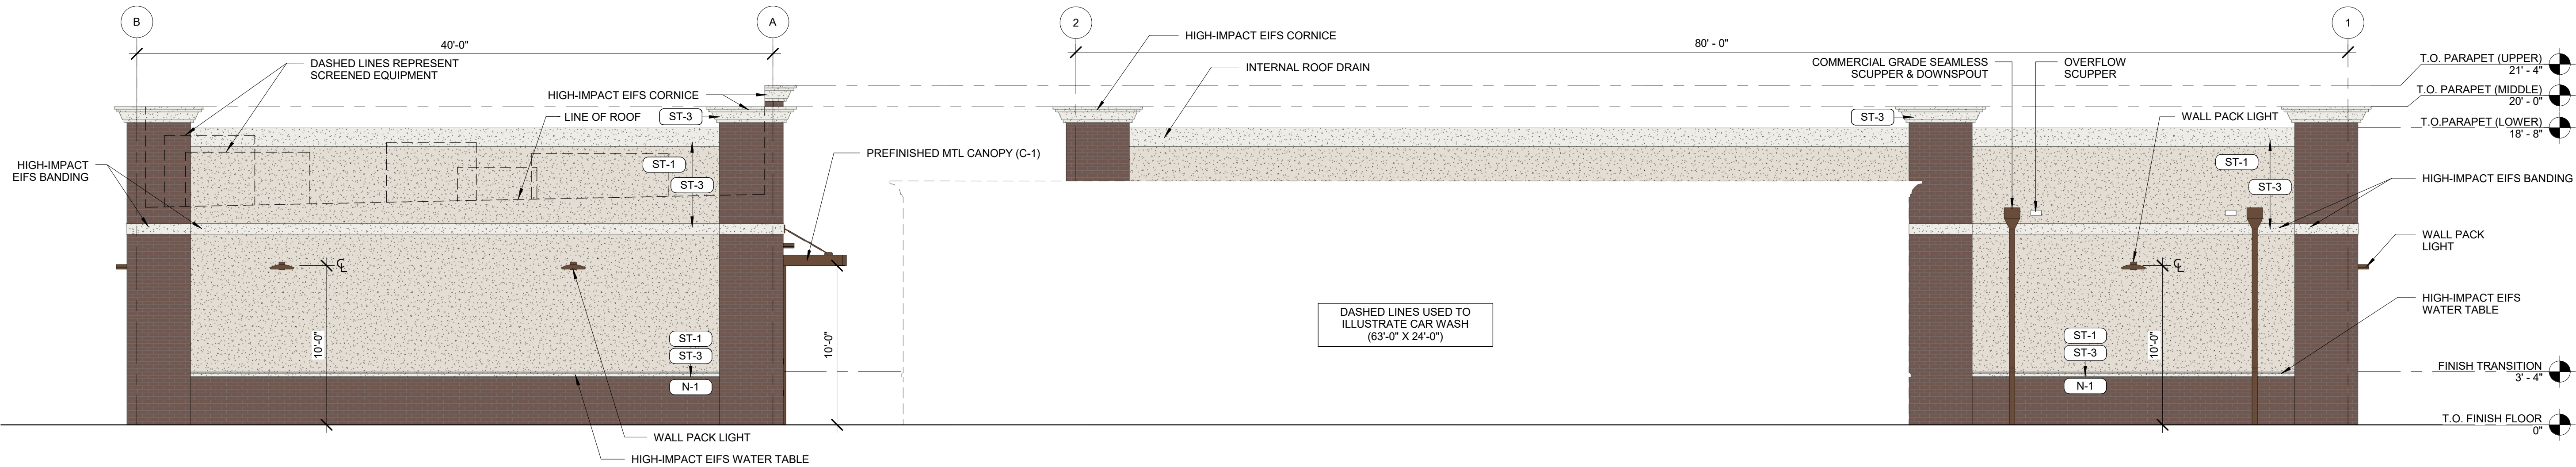 B
A
2
1
40'-0"
80' - 0"
DASHED LINES REPRESENT
SCREENED EQUIPMENT
HIGH-IMPACT EIFS CORNICE
LINE OF ROOF
ST-3
HIGH-IMPACT
EIFS BANDING
ST-1
ST-3
PREFINISHED MTL CANOPY (C-1)
℄
10'-0"
10'-0"
ST-1
ST-3
N-1
WALL PACK LIGHT
HIGH-IMPACT EIFS WATER TABLE
HIGH-IMPACT EIFS CORNICE
INTERNAL ROOF DRAIN
COMMERCIAL GRADE SEAMLESS
SCUPPER & DOWNSPOUT
OVERFLOW
SCUPPER
ST-3
WALL PACK LIGHT
ST-1
ST-3
DASHED LINES USED TO
ILLUSTRATE CAR WASH
(63'-0" X 24'-0")
℄
10'-0"
ST-1
ST-3
N-1
T.O. PARAPET (UPPER)
21' - 4"
T.O. PARAPET (MIDDLE)
20' - 0"
T.O.PARAPET (LOWER)
18' - 8"
HIGH-IMPACT EIFS BANDING
WALL PACK
LIGHT
HIGH-IMPACT EIFS
WATER TABLE
FINISH TRANSITION
3' - 4"
T.O. FINISH FLOOR
0"